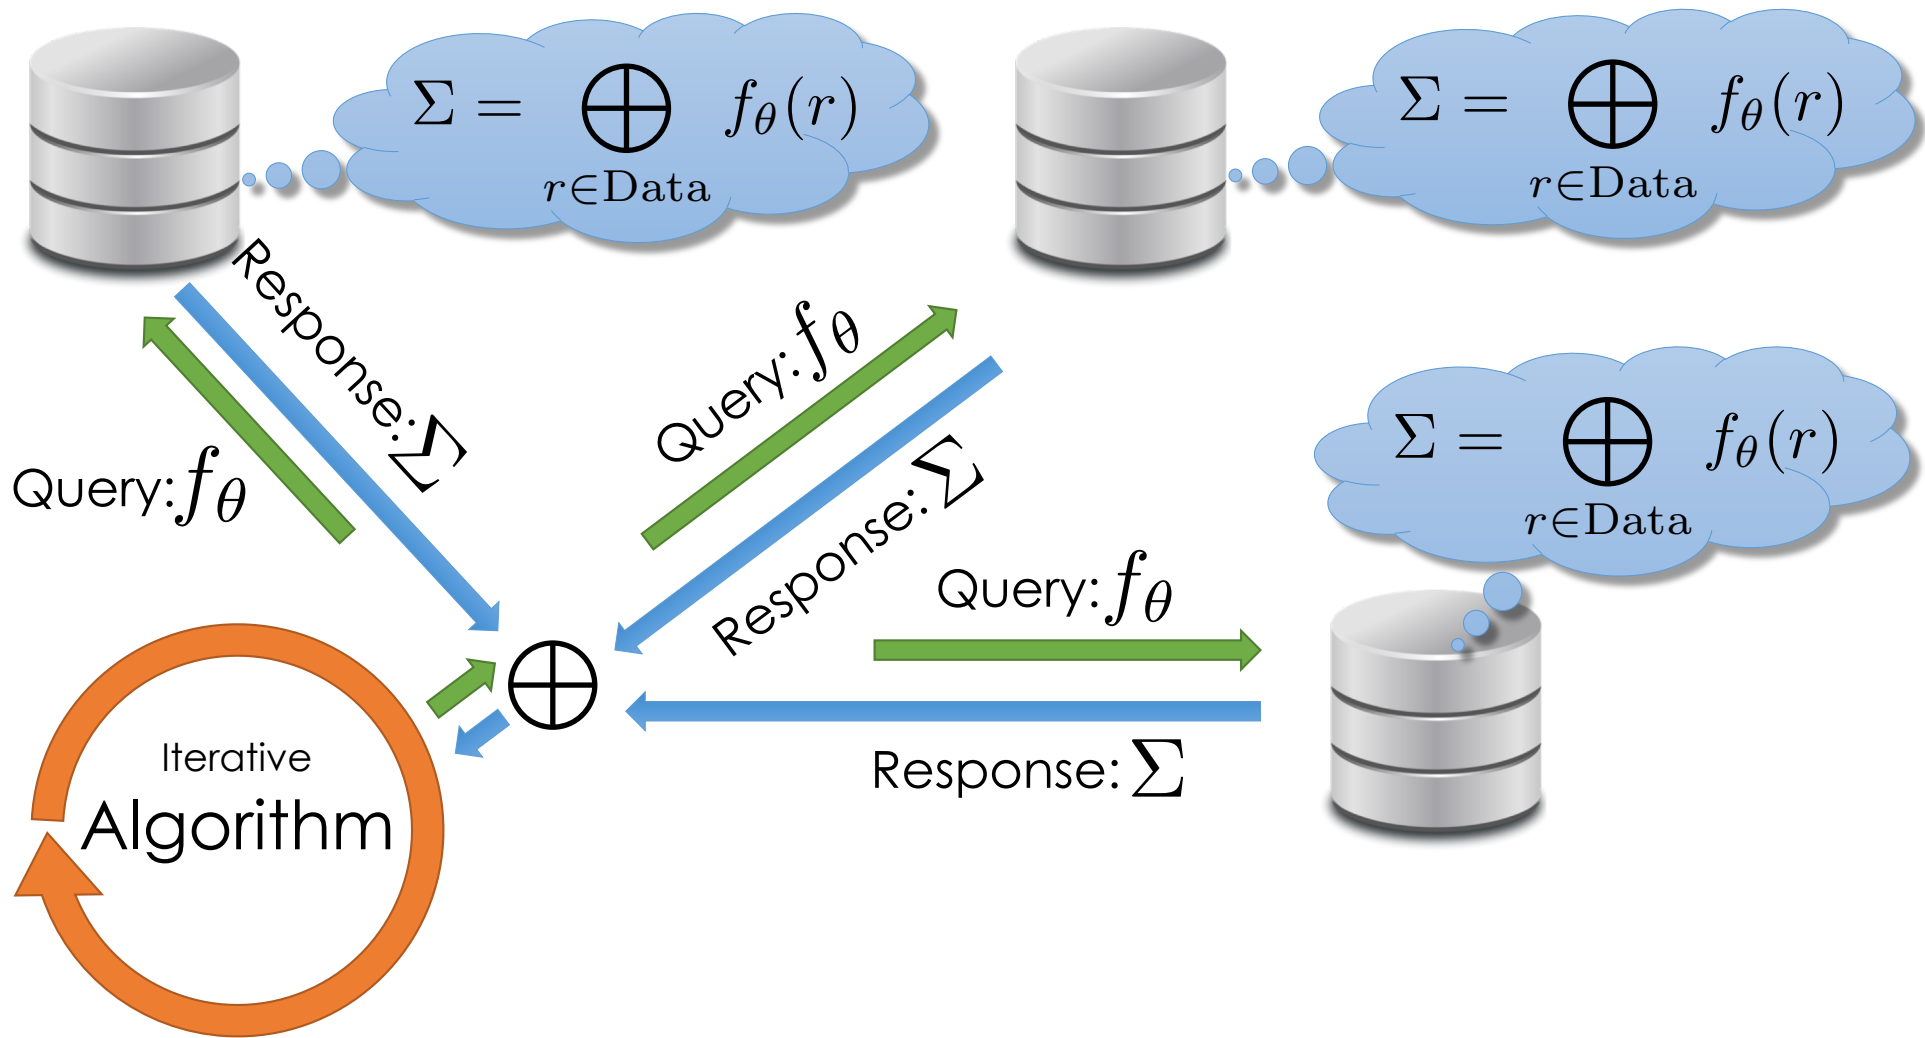 Σ = ⨁ f_θ(r)
r∈Data
Σ = ⨁ f_θ(r)
r∈Data
Response: Σ
Query: f_θ
Query: f_θ
Response: Σ
Σ = ⨁ f_θ(r)
r∈Data
Query: f_θ
Response: Σ
⊕
Iterative
Algorithm